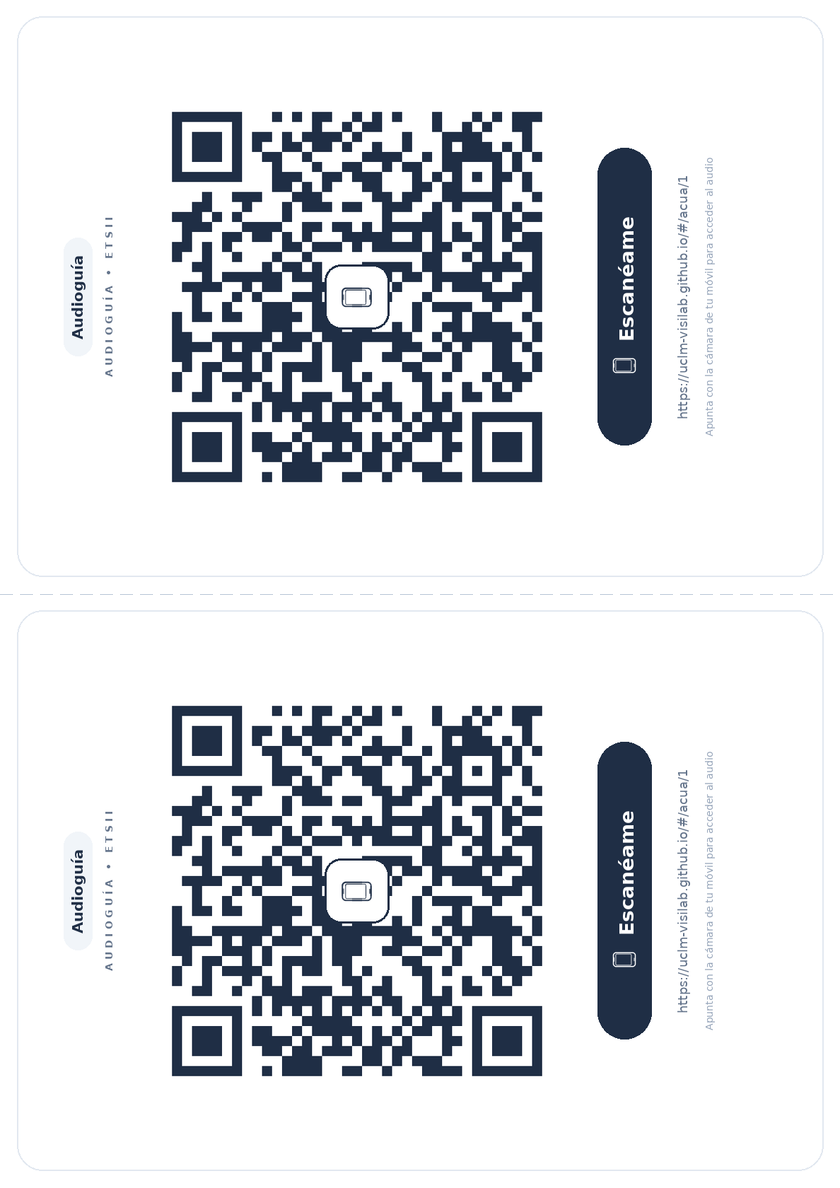 Audioguía
AUDIOGUÍA • ETSII
Escanéame
https://uclm-visilab.github.io/#/acua/1
Apunta con la cámara de tu móvil para acceder al audio
Audioguía
AUDIOGUÍA • ETSII
Escanéame
https://uclm-visilab.github.io/#/acua/1
Apunta con la cámara de tu móvil para acceder al audio